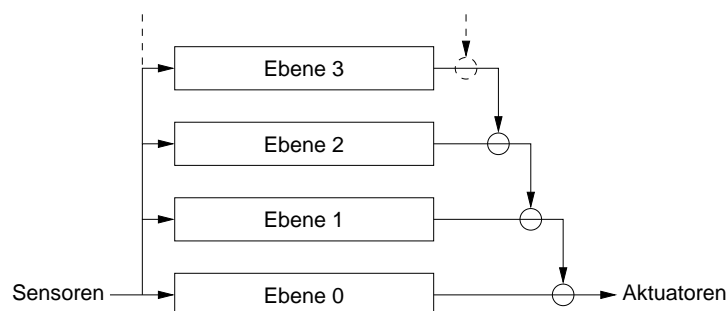 Ebene 3
Ebene 2
Ebene 1
Sensoren
Ebene 0
Aktuatoren